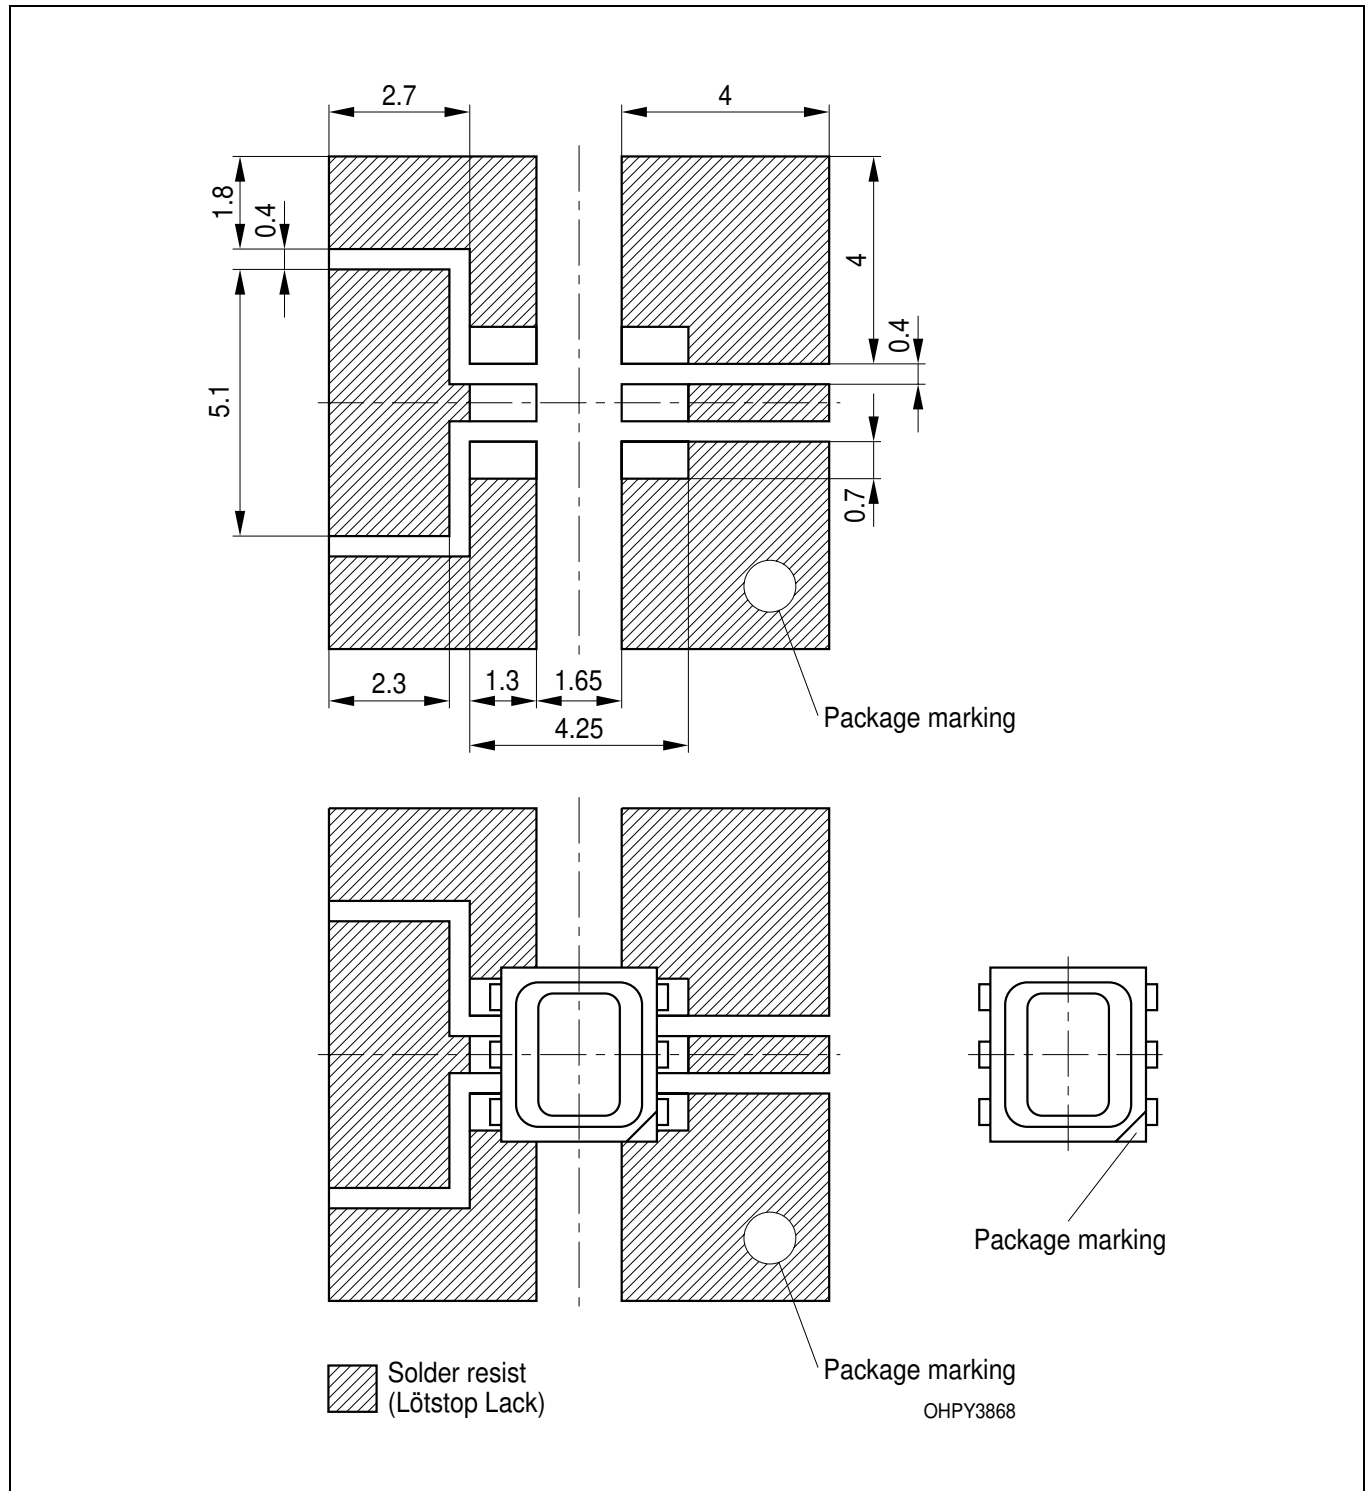 2.7
4
1.8
0.4
4
0.4
5.1
0.7
2.3
1.3
1.65
4.25
Package marking
Package marking
Package marking
Solder resist
(Lötstop Lack)
OHPY3868